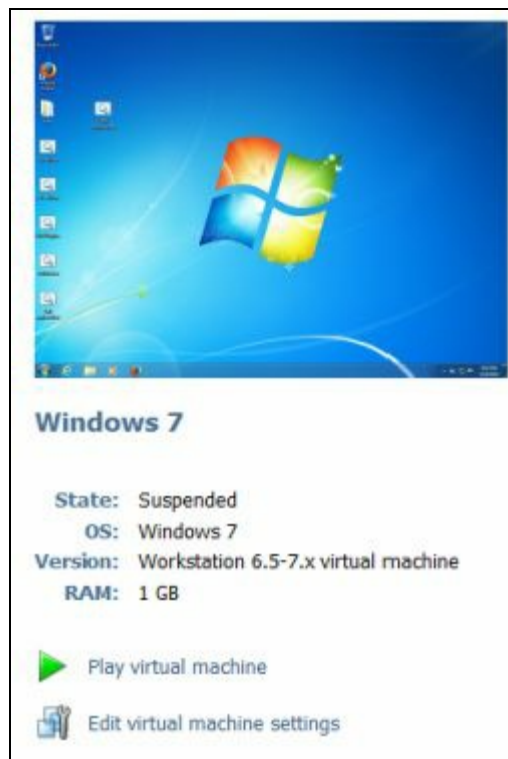 Windows 7
State: Suspended
OS: Windows 7
Version: Workstation 6.5-7.x virtual machine
RAM: 1 GB
Play virtual machine
Edit virtual machine settings